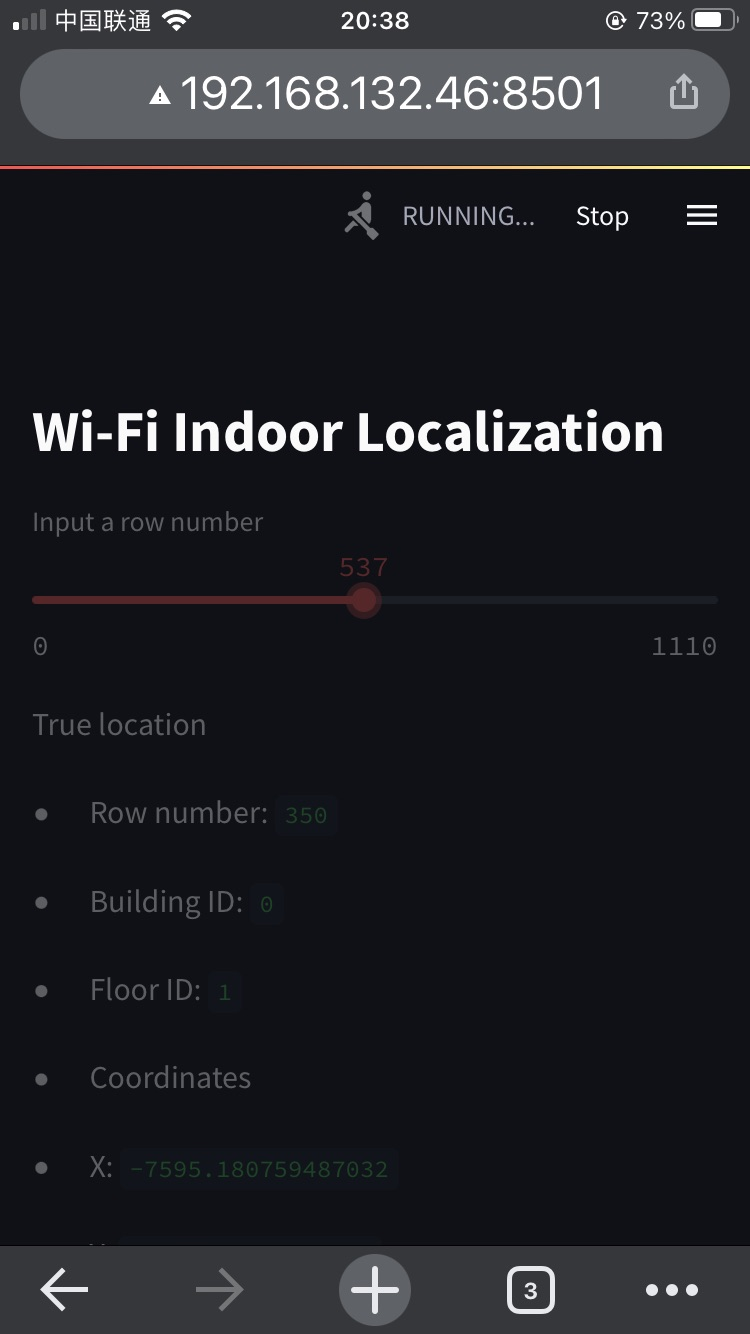 中国联通 20:38 73%
192.168.132.46:8501
RUNNING... Stop
Wi-Fi Indoor Localization
Input a row number
537
0 1110
True location
Row number: 350
Building ID: 0
Floor ID: 1
Coordinates
X: -7595.180759487032
3